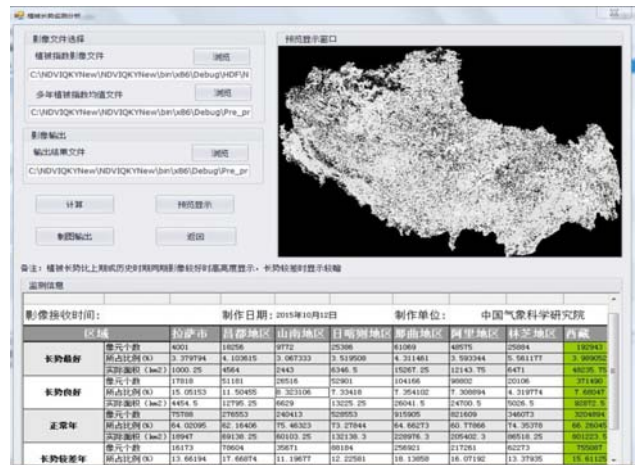 植被长势监测分析
影像文件选择
植被指数影像文件
浏览
C:\NDVIQKYNew\NDVIQKYNew\bin\x86\Debug\HDF\N
多年植被指数均值文件
浏览
C:\NDVIQKYNew\NDVIQKYNew\bin\x86\Debug\Pre_pr
影像输出
输出结果文件
浏览
C:\NDVIQKYNew\NDVIQKYNew\bin\x86\Debug\Pre_pr
计算
预览显示
制图输出
返回
预览显示窗口
备注：植被长势比上期或历史时期同期影像较好时高亮度显示，长势较差时显示较暗
监测信息
影像接收时间： 制作日期：2015年10月12日 制作单位： 中国气象科学研究院
区域 拉萨市 昌都地区 山南地区 日喀则地区 那曲地区 阿里地区 林芝地区 西藏
长势最好
像元个数 4001 18256 9772 25386 61069 48575 25884 192943
所占比例(%) 3.379794 4.103615 3.067333 3.519508 4.311461 3.593344 5.561177 3.989052
实际面积(km2) 1000.25 4564 2443 6346.5 15267.25 12143.75 6471 48235.75
长势良好
像元个数 17818 51181 26516 52901 104166 98802 20106 371490
所占比例(%) 15.05153 11.50455 8.323106 7.33418 7.354102 7.308894 4.319774 7.68047
实际面积(km2) 4454.5 12795.25 6629 13225.25 26041.5 24700.5 5026.5 92872.5
正常年
像元个数 75788 276553 240413 528553 915905 821609 346073 3204894
所占比例(%) 64.02095 62.16406 75.46323 73.27844 64.66273 60.77866 74.35378 66.26045
实际面积(km2) 18947 69138.25 60103.25 132138.3 228976.3 205402.3 86518.25 801223.5
长势较差年
像元个数 16173 78604 35671 88184 256921 217261 62273 755087
所占比例(%) 13.66194 17.66874 11.19677 12.22581 18.13858 16.07192 13.37935 15.61125